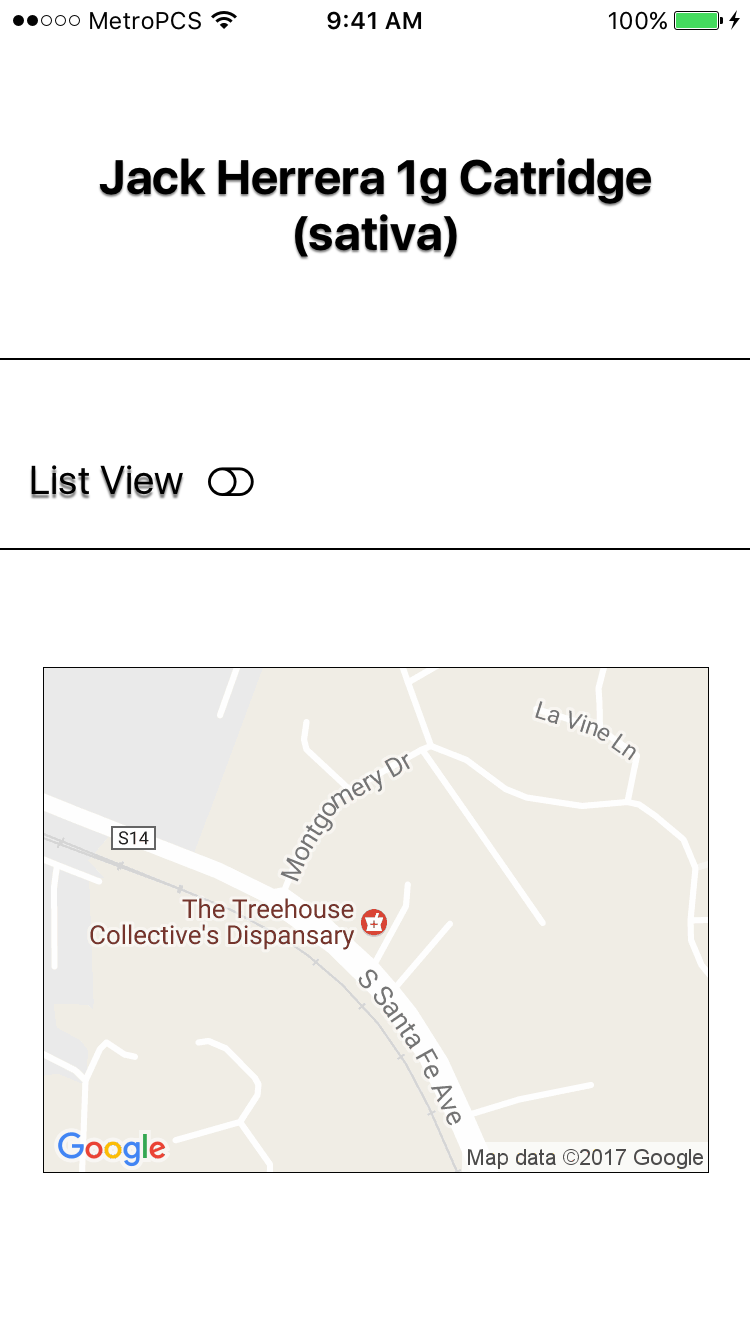 MetroPCS 9:41 AM 100%
Jack Herrera 1g Catridge
(sativa)
List View
La Vine Ln
Montgomery Dr
S14
The Treehouse
Collective's Dispansary
S Santa Fe Ave
Google
Map data ©2017 Google